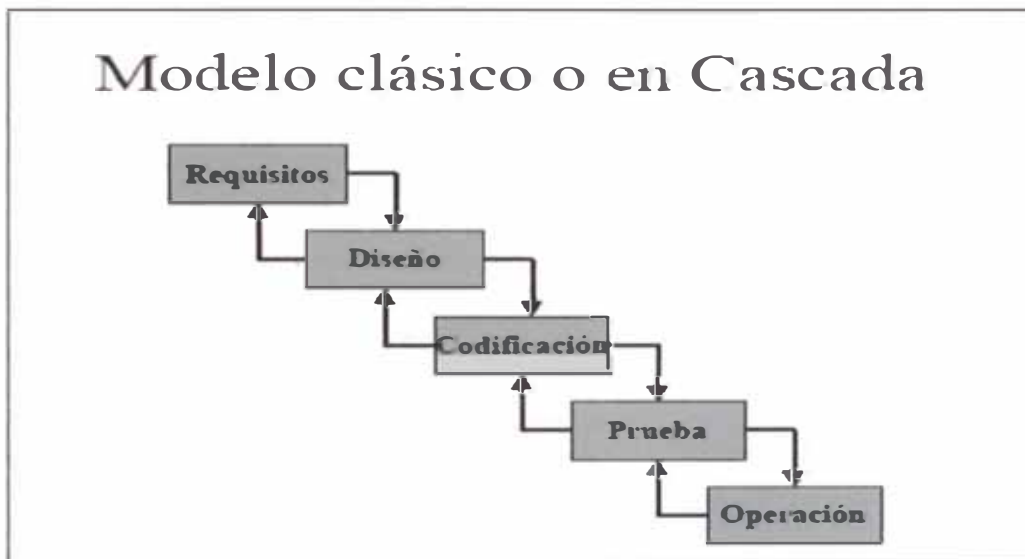 Modelo clásico o en Cascada
Requisitos
Diseño
Codificación
Prueba
Operación